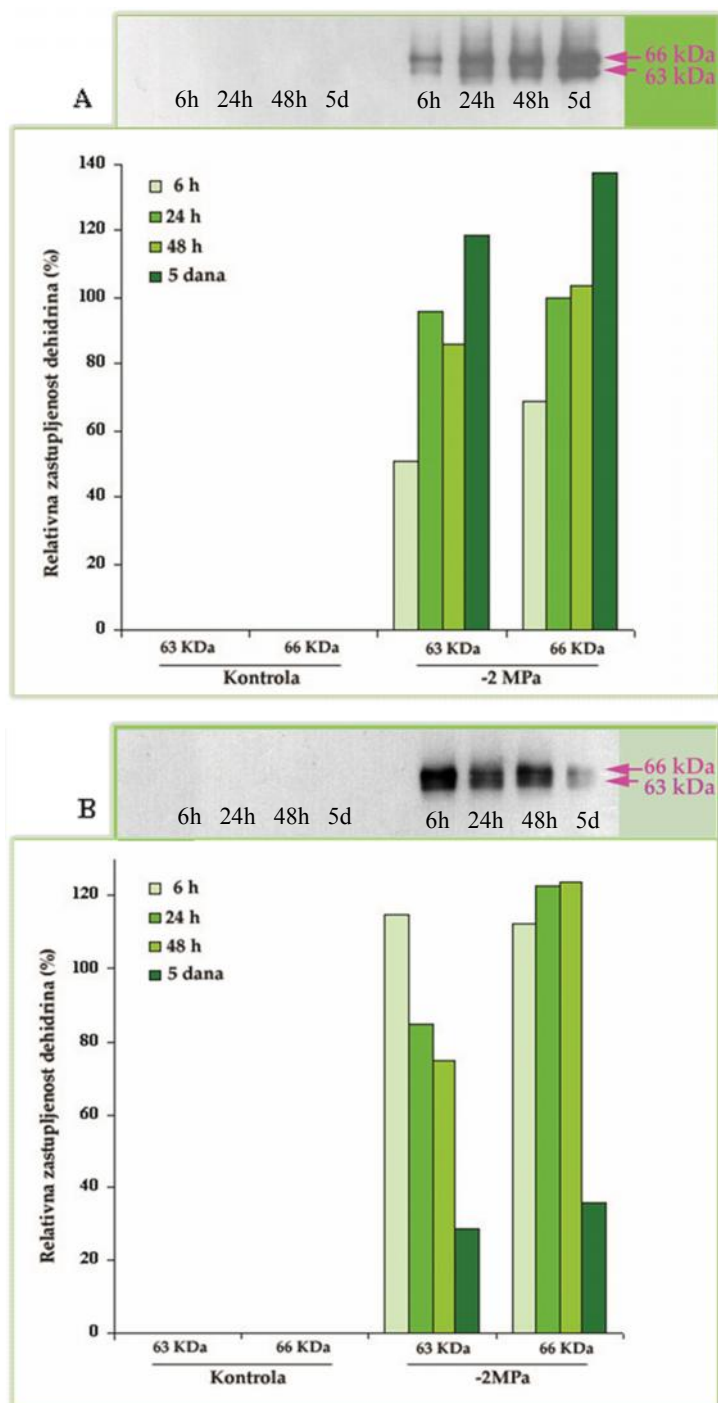 66 kDa
63 kDa
A
6h 24h 48h 5d 6h 24h 48h 5d
140
120
100
80
60
40
20
0
Relativna zastupljenost dehidrina (%)
6 h
24 h
48 h
5 dana
63 KDa 66 KDa 63 KDa 66 KDa
Kontrola -2 MPa
66 kDa
63 kDa
B
6h 24h 48h 5d 6h 24h 48h 5d
120
100
80
60
40
20
0
Relativna zastupljenost dehidrina (%)
6 h
24 h
48 h
5 dana
63 KDa 66 KDa 63 KDa 66 KDa
Kontrola -2MPa